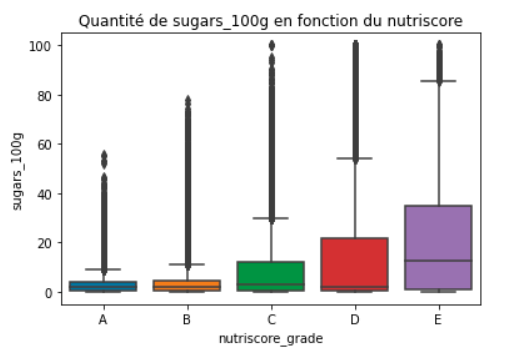 Quantité de sugars_100g en fonction du nutriscore
100
80
60
40
20
0
sugars_100g
A B C D E
nutriscore_grade